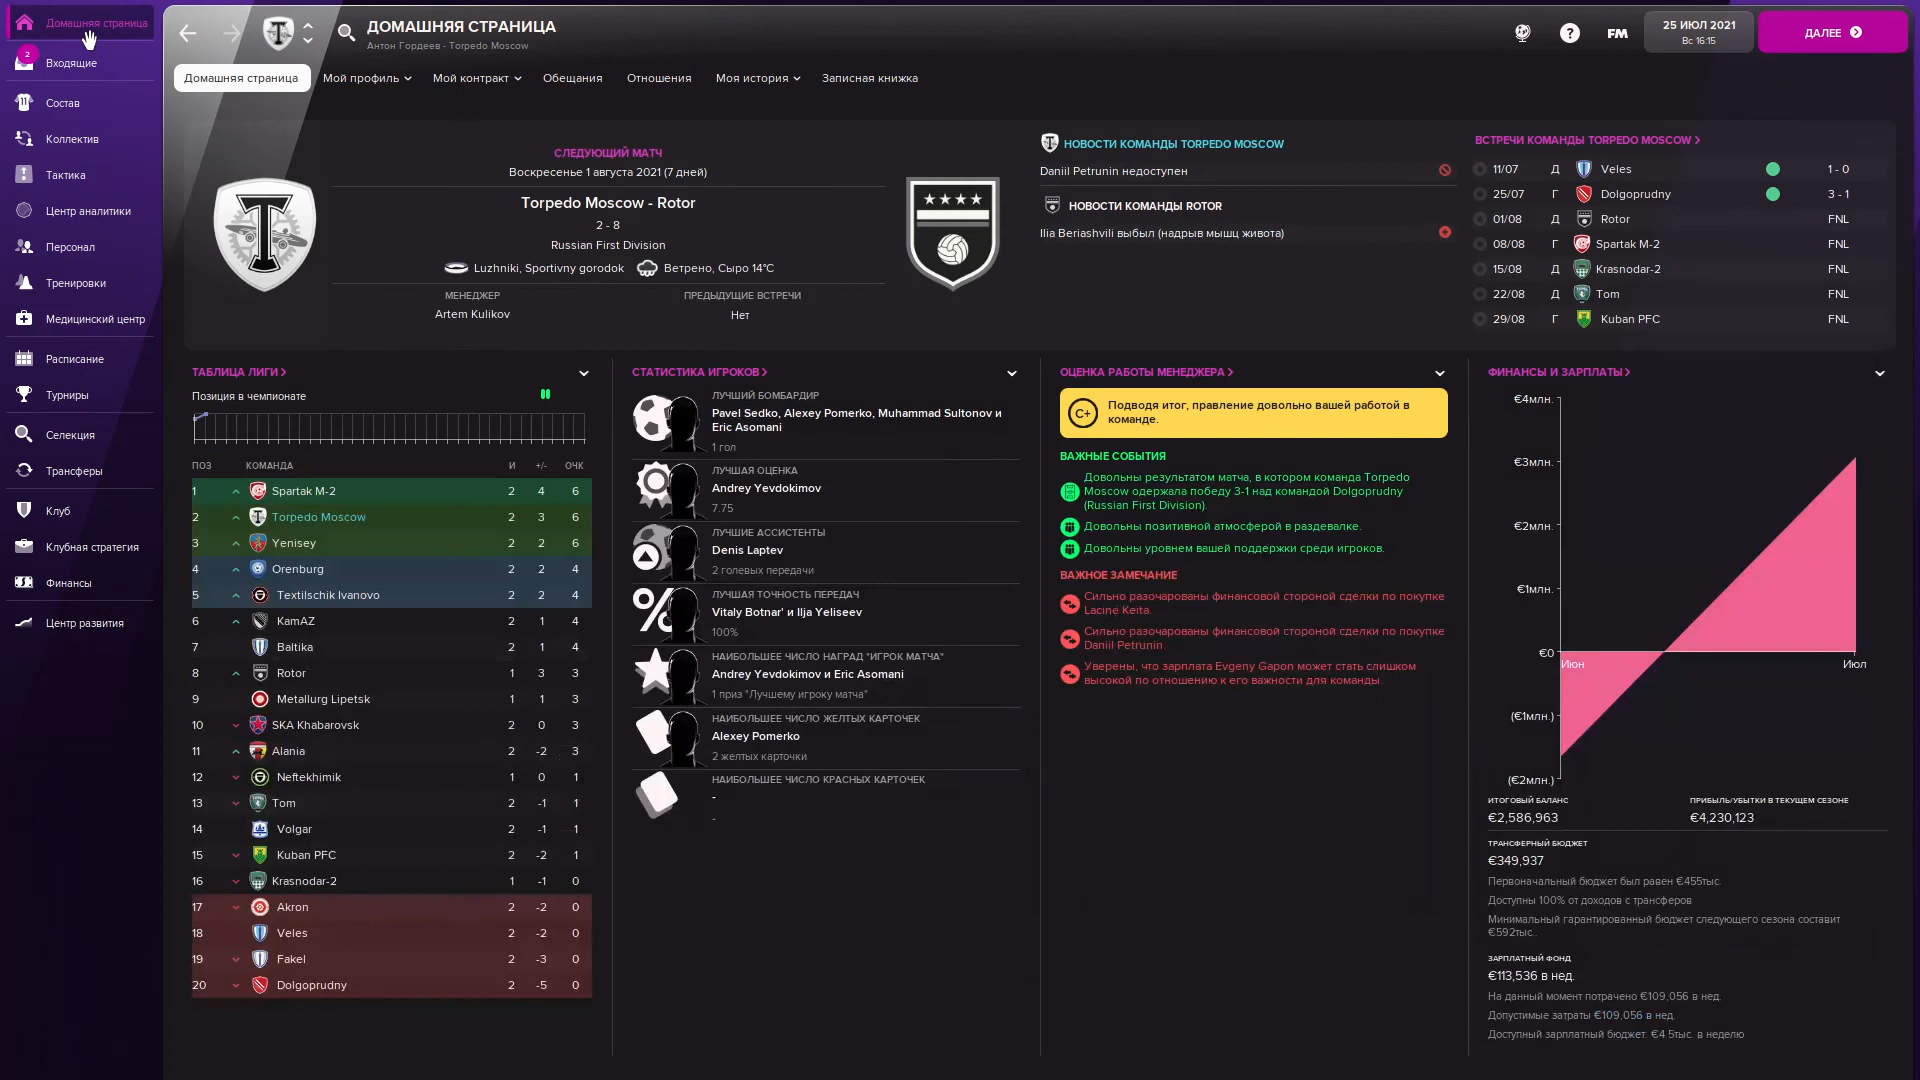 Домашняя страница
2
Входящие
Состав
Коллектив
Тактика
Центр аналитики
Персонал
Тренировки
Медицинский центр
Расписание
Турниры
Селекция
Трансферы
Клуб
Клубная стратегия
Финансы
Центр развития
ДОМАШНЯЯ СТРАНИЦА
Антон Гордеев - Torpedo Moscow
?
FM
25 ИЮЛ 2021
Вс 16:15
ДАЛЕЕ
Домашняя страница Мой профиль Мой контракт Обещания Отношения Моя история Записная книжка
СЛЕДУЮЩИЙ МАТЧ
Воскресенье 1 августа 2021 (7 дней)
Torpedo Moscow - Rotor
2 - 8
Russian First Division
Luzhniki, Sportivny gorodok Ветрено, Сыро 14°C
МЕНЕДЖЕР ПРЕДЫДУЩИЕ ВСТРЕЧИ
Artem Kulikov Нет
НОВОСТИ КОМАНДЫ TORPEDO MOSCOW
Daniil Petrunin недоступен
НОВОСТИ КОМАНДЫ ROTOR
Ilia Beriashvili выбыл (надрыв мышц живота)
ВСТРЕЧИ КОМАНДЫ TORPEDO MOSCOW
11/07 Д Veles 1 - 0
25/07 Г Dolgoprudny 3 - 1
01/08 Д Rotor FNL
08/08 Г Spartak M-2 FNL
15/08 Д Krasnodar-2 FNL
22/08 Д Tom FNL
29/08 Г Kuban PFC FNL
ТАБЛИЦА ЛИГИ
Позиция в чемпионате
ПОЗ КОМАНДА И +/- ОЧК
1 Spartak M-2 2 4 6
2 Torpedo Moscow 2 3 6
3 Yenisey 2 2 6
4 Orenburg 2 2 4
5 Textilschik Ivanovo 2 2 4
6 KamAZ 2 1 4
7 Baltika 2 1 4
8 Rotor 1 3 3
9 Metallurg Lipetsk 1 1 3
10 SKA Khabarovsk 2 0 3
11 Alania 2 -2 3
12 Neftekhimik 1 0 1
13 Tom 2 -1 1
14 Volgar 2 -1 1
15 Kuban PFC 2 -2 1
16 Krasnodar-2 1 -1 0
17 Akron 2 -2 0
18 Veles 2 -2 0
19 Fakel 2 -3 0
20 Dolgoprudny 2 -5 0
СТАТИСТИКА ИГРОКОВ
ЛУЧШИЙ БОМБАРДИР
Pavel Sedko, Alexey Pomerko, Muhammad Sultonov и
Eric Asomani
1 гол
ЛУЧШАЯ ОЦЕНКА
Andrey Yevdokimov
7.75
ЛУЧШИЕ АССИСТЕНТЫ
Denis Laptev
2 голевых передачи
ЛУЧШАЯ ТОЧНОСТЬ ПЕРЕДАЧ
Vitaly Botnar' и Ilja Yeliseev
100%
НАИБОЛЬШЕЕ ЧИСЛО НАГРАД "ИГРОК МАТЧА"
Andrey Yevdokimov и Eric Asomani
1 приз "Лучшему игроку матча"
НАИБОЛЬШЕЕ ЧИСЛО ЖЕЛТЫХ КАРТОЧЕК
Alexey Pomerko
2 желтых карточки
НАИБОЛЬШЕЕ ЧИСЛО КРАСНЫХ КАРТОЧЕК
-
-
ОЦЕНКА РАБОТЫ МЕНЕДЖЕРА
C+
Подводя итог, правление довольно вашей работой в
команде.
ВАЖНЫЕ СОБЫТИЯ
Довольны результатом матча, в котором команда Torpedo
Moscow одержала победу 3-1 над командой Dolgoprudny
(Russian First Division).
Довольны позитивной атмосферой в раздевалке.
Довольны уровнем вашей поддержки среди игроков.
ВАЖНОЕ ЗАМЕЧАНИЕ
Сильно разочарованы финансовой стороной сделки по покупке
Laciné Keita.
Сильно разочарованы финансовой стороной сделки по покупке
Daniil Petrunin.
Уверены, что зарплата Evgeny Gapon может стать слишком
высокой по отношению к его важности для команды.
ФИНАНСЫ И ЗАРПЛАТЫ
€4млн.
€3млн.
€2млн.
€1млн.
€0
(€1млн.)
(€2млн.)
Июн Июл
ИТОГОВЫЙ БАЛАНС ПРИБЫЛЬ/УБЫТКИ В ТЕКУЩЕМ СЕЗОНЕ
€2,586,963 €4,230,123
ТРАНСФЕРНЫЙ БЮДЖЕТ
€349,937
Первоначальный бюджет был равен €455тыс.
Доступны 100% от доходов с трансферов
Минимальный гарантированный бюджет следующего сезона составит
€592тыс..
ЗАРПЛАТНЫЙ ФОНД
€113,536 в нед.
На данный момент потрачено €109,056 в нед.
Допустимые затраты €109,056 в нед.
Доступный зарплатный бюджет: €4.5тыс. в неделю